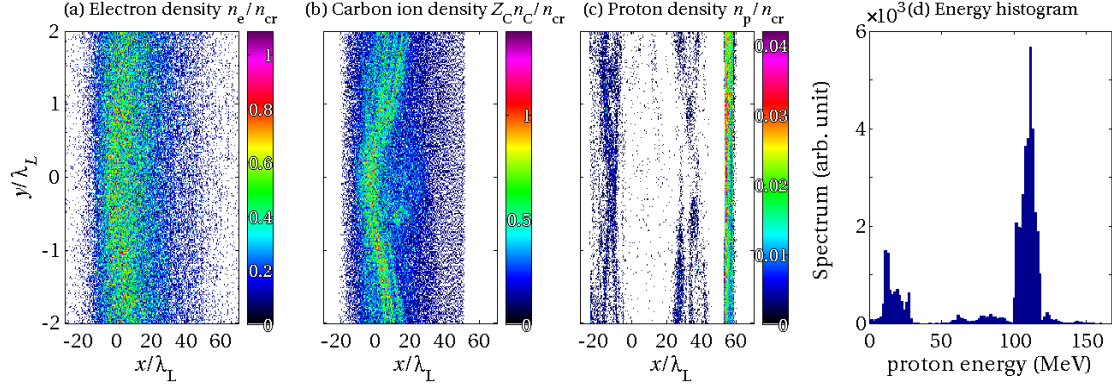 (a) Electron density n_e/n_cr
(b) Carbon ion density Z_C n_C/n_cr
(c) Proton density n_p/n_cr
×10^3 (d) Energy histogram
2
1
0
-1
-2
y/λ_L
-20 0 20 40 60
x/λ_L
1
0.8
0.6
0.4
0.2
0
-20 0 20 40 60
x/λ_L
1
0.5
0
-20 0 20 40 60
x/λ_L
0.04
0.03
0.02
0.01
0
Spectrum (arb. unit)
6
4
2
0
0 50 100 150
proton energy (MeV)